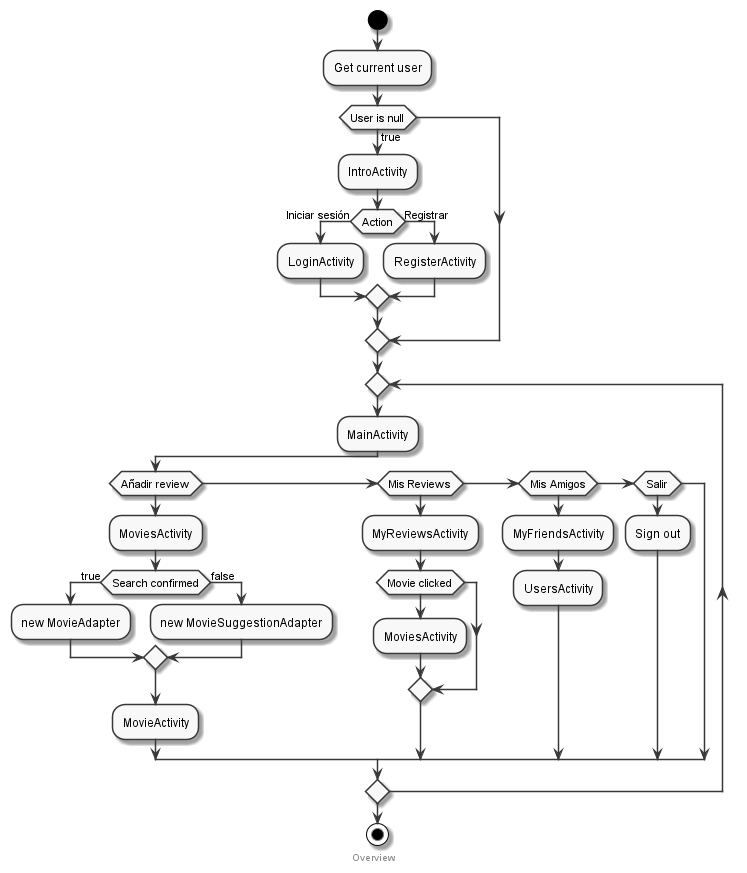 Get current user
User is null
true
IntroActivity
Iniciar sesión
Action
Registrar
LoginActivity
RegisterActivity
MainActivity
Añadir review
Mis Reviews
Mis Amigos
Salir
MoviesActivity
MyReviewsActivity
MyFriendsActivity
Sign out
true
Search confirmed
false
Movie clicked
UsersActivity
new MovieAdapter
new MovieSuggestionAdapter
MoviesActivity
MovieActivity
Overview